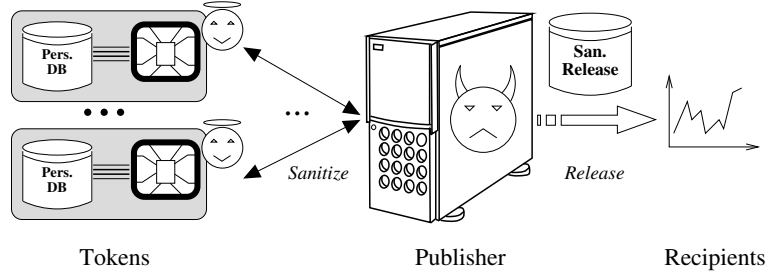 Pers.
DB
Pers.
DB
Sanitize
San.
Release
Release
Tokens
Publisher
Recipients